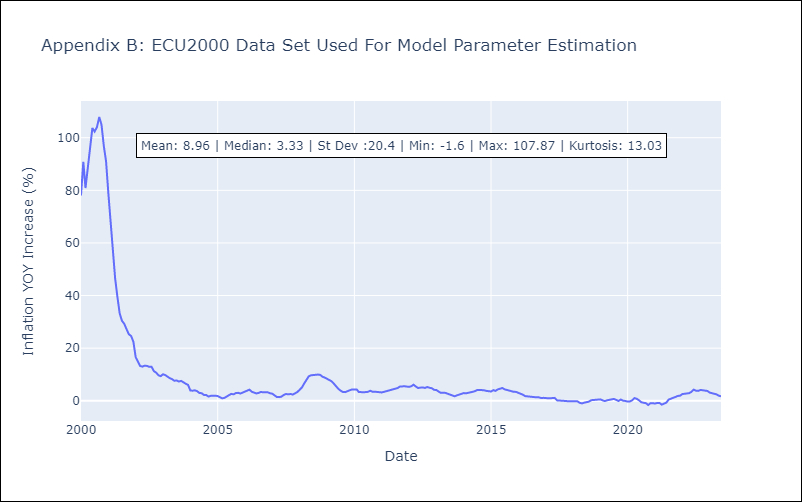 Appendix B: ECU2000 Data Set Used For Model Parameter Estimation
Mean: 8.96 | Median: 3.33 | St Dev :20.4 | Min: -1.6 | Max: 107.87 | Kurtosis: 13.03
Inflation YOY Increase (%)
100
80
60
40
20
0
2000
2005
2010
2015
2020
Date